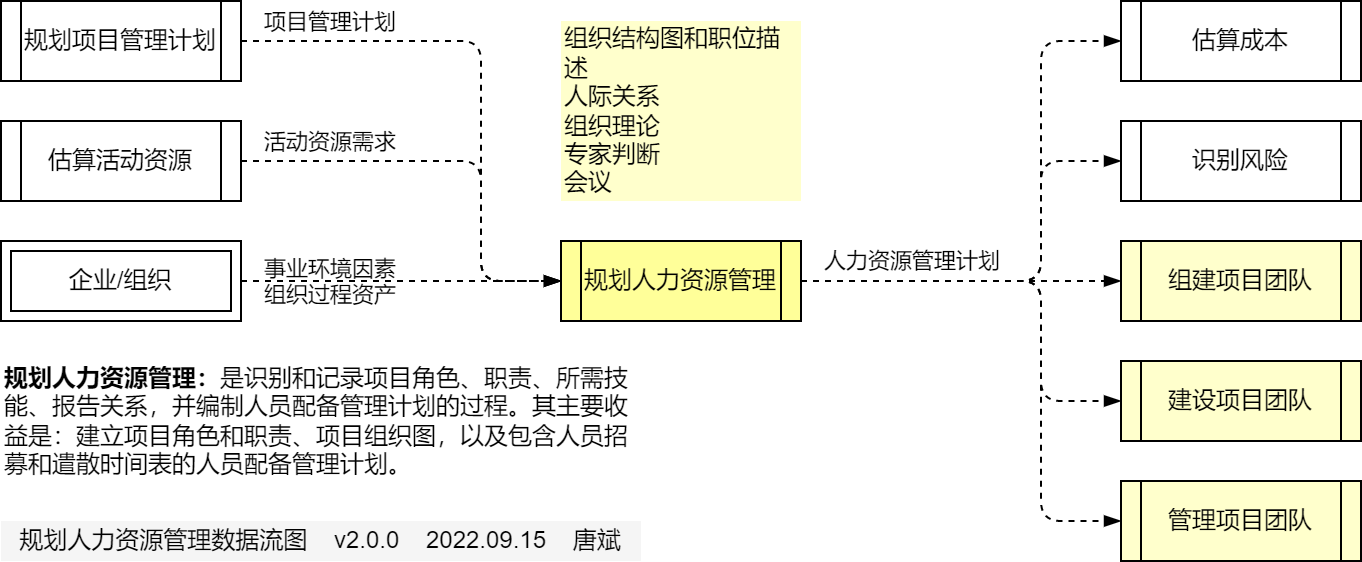 规划项目管理计划
项目管理计划
估算活动资源
活动资源需求
企业/组织
事业环境因素
组织过程资产
组织结构图和职位描
述
人际关系
组织理论
专家判断
会议
规划人力资源管理
人力资源管理计划
估算成本
识别风险
组建项目团队
建设项目团队
管理项目团队
规划人力资源管理：是识别和记录项目角色、职责、所需技
能、报告关系，并编制人员配备管理计划的过程。其主要收
益是：建立项目角色和职责、项目组织图，以及包含人员招
募和遣散时间表的人员配备管理计划。
规划人力资源管理数据流图 v2.0.0 2022.09.15 唐斌